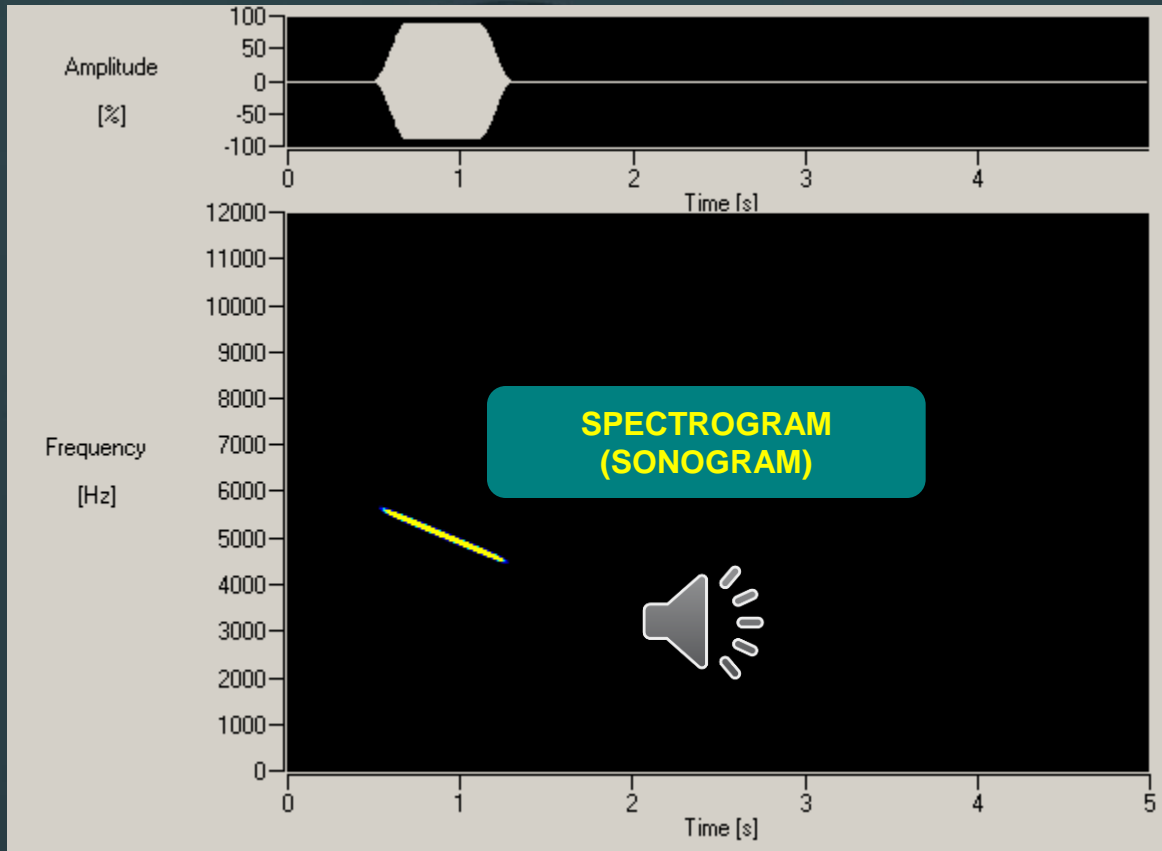 Amplitude
[%]
100
50
0
-50
-100
0 1 2 3 4
Time [s]
12000
11000
10000
9000
8000
7000
6000
5000
4000
3000
2000
1000
0
Frequency
[Hz]
SPECTROGRAM
(SONOGRAM)
0 1 2 3 4 5
Time [s]